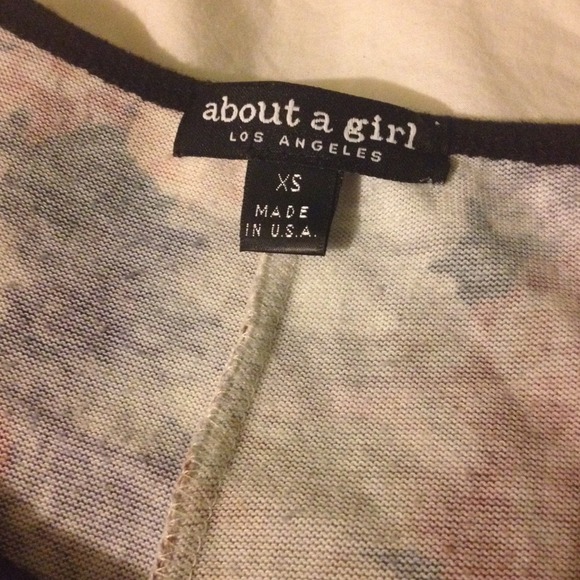 about a girl
LOS ANGELES
XS
MADE
IN U.S.A.